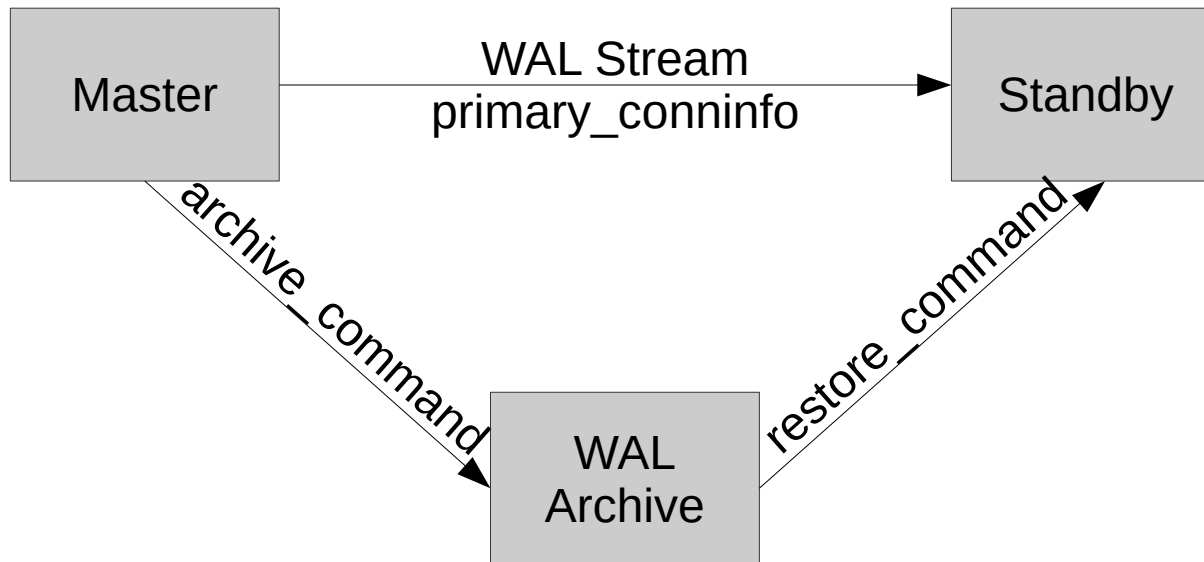 Master
WAL Stream
primary_conninfo
Standby
archive_command
restore_command
WAL
Archive